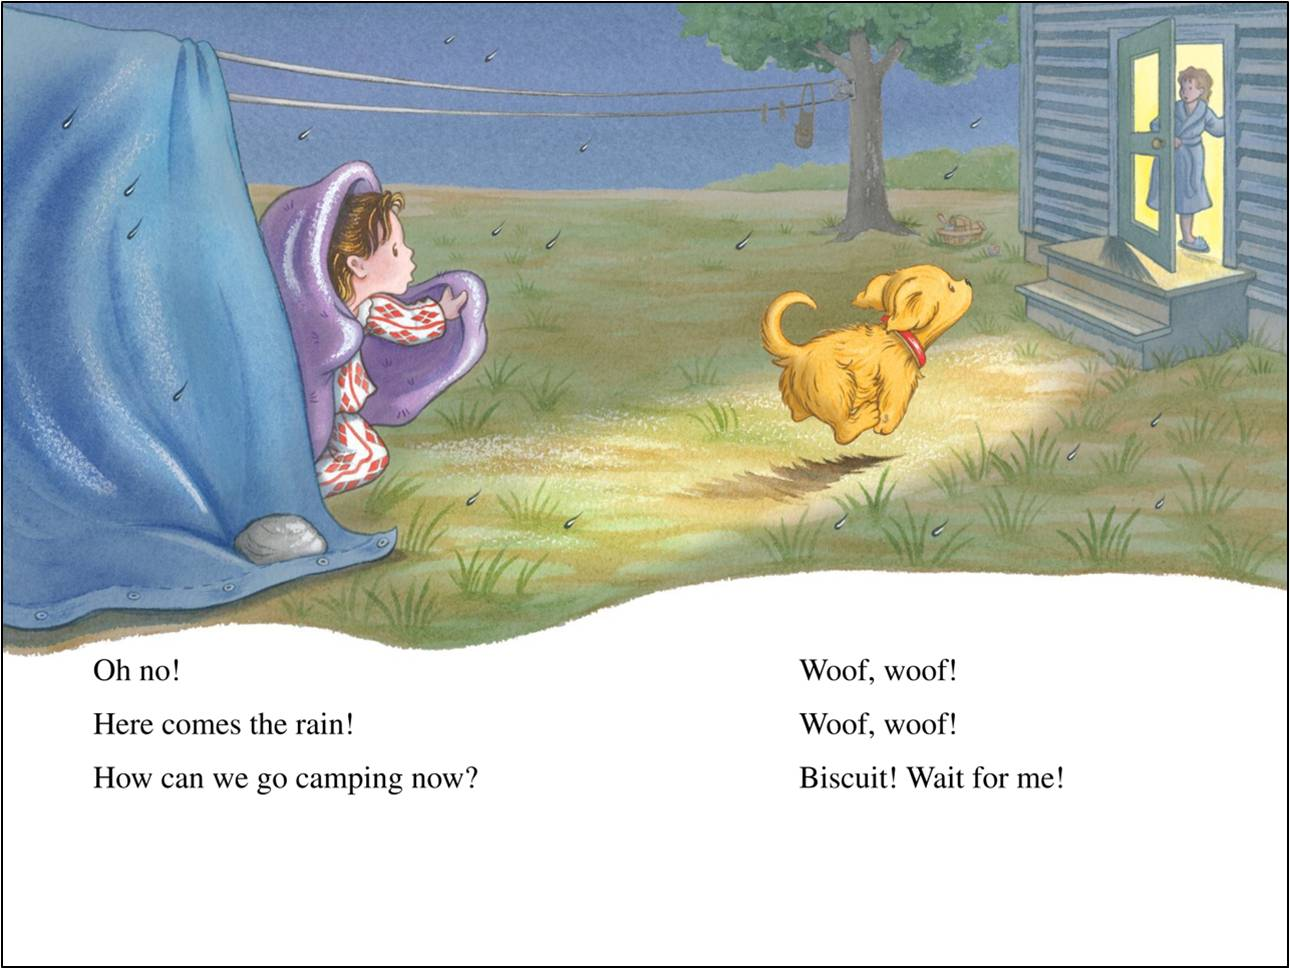 Oh no!
Here comes the rain!
How can we go camping now?
Woof, woof!
Woof, woof!
Biscuit! Wait for me!